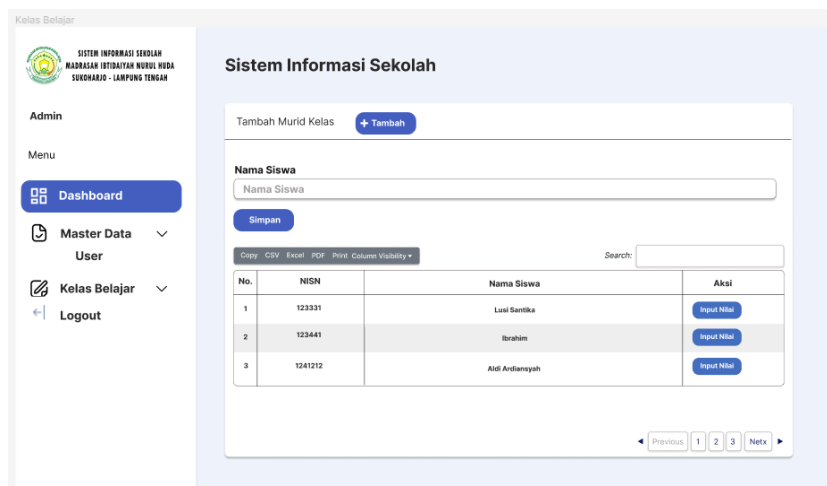 Kelas Belajar
SISTEM INFORMASI SEKOLAH
MADRASAH IBTIDAIYAH NURUL HUDA
SUKOHARJO - LAMPUNG TENGAH
Admin
Menu
Dashboard
Master Data
User
Kelas Belajar
Logout
Sistem Informasi Sekolah
Tambah Murid Kelas + Tambah
Nama Siswa
Nama Siswa
Simpan
Copy CSV Excel PDF Print Column Visibility
Search:
No. NISN Nama Siswa Aksi
1 123331 Lusi Santika Input Nilai
2 123441 Ibrahim Input Nilai
3 1241212 Aldi Ardiansyah Input Nilai
Previous 1 2 3 Netx